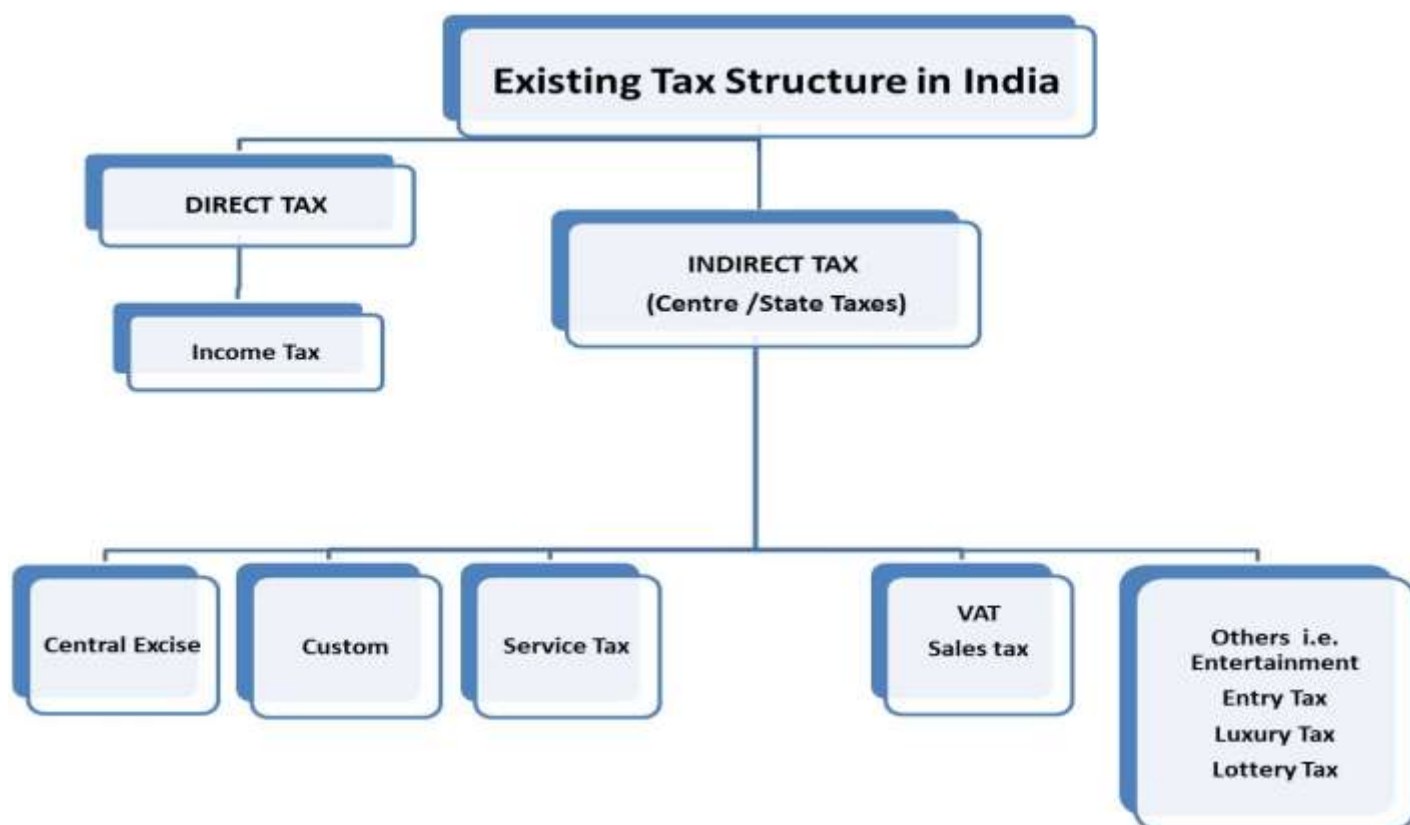 Existing Tax Structure in India
DIRECT TAX
INDIRECT TAX
(Centre /State Taxes)
Income Tax
Central Excise
Custom
Service Tax
VAT
Sales tax
Others i.e.
Entertainment
Entry Tax
Luxury Tax
Lottery Tax